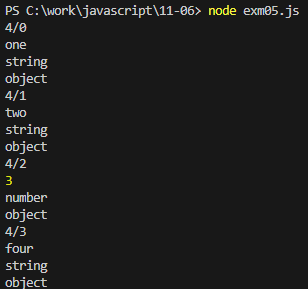 PS C:\work\javascript\11-06> node exm05.js
4/0
one
string
object
4/1
two
string
object
4/2
3
number
object
4/3
four
string
object